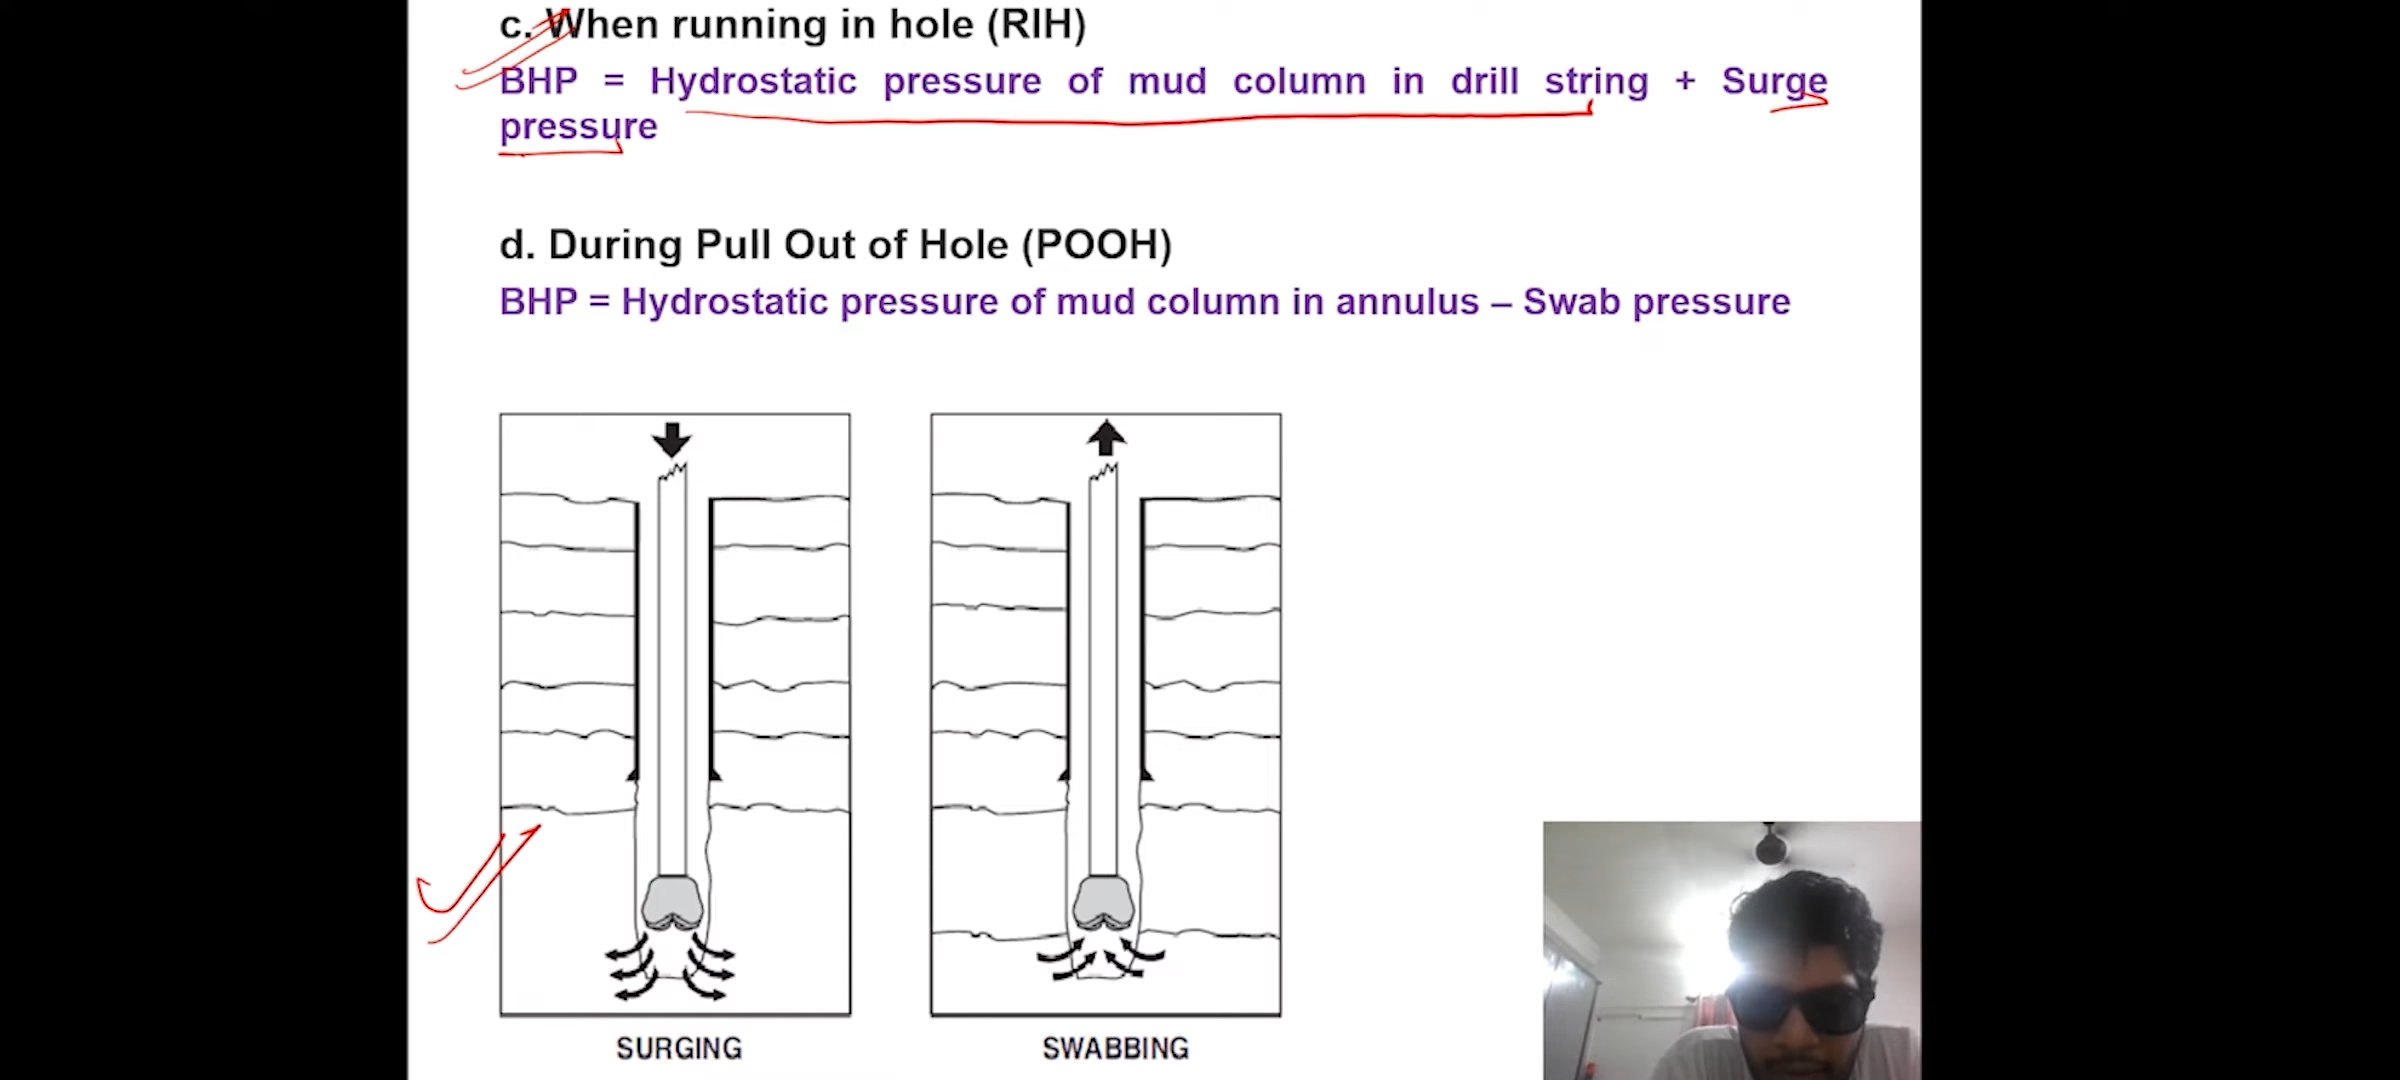 c. When running in hole (RIH)
BHP = Hydrostatic pressure of mud column in drill string + Surge
pressure
d. During Pull Out of Hole (POOH)
BHP = Hydrostatic pressure of mud column in annulus – Swab pressure
SURGING
SWABBING